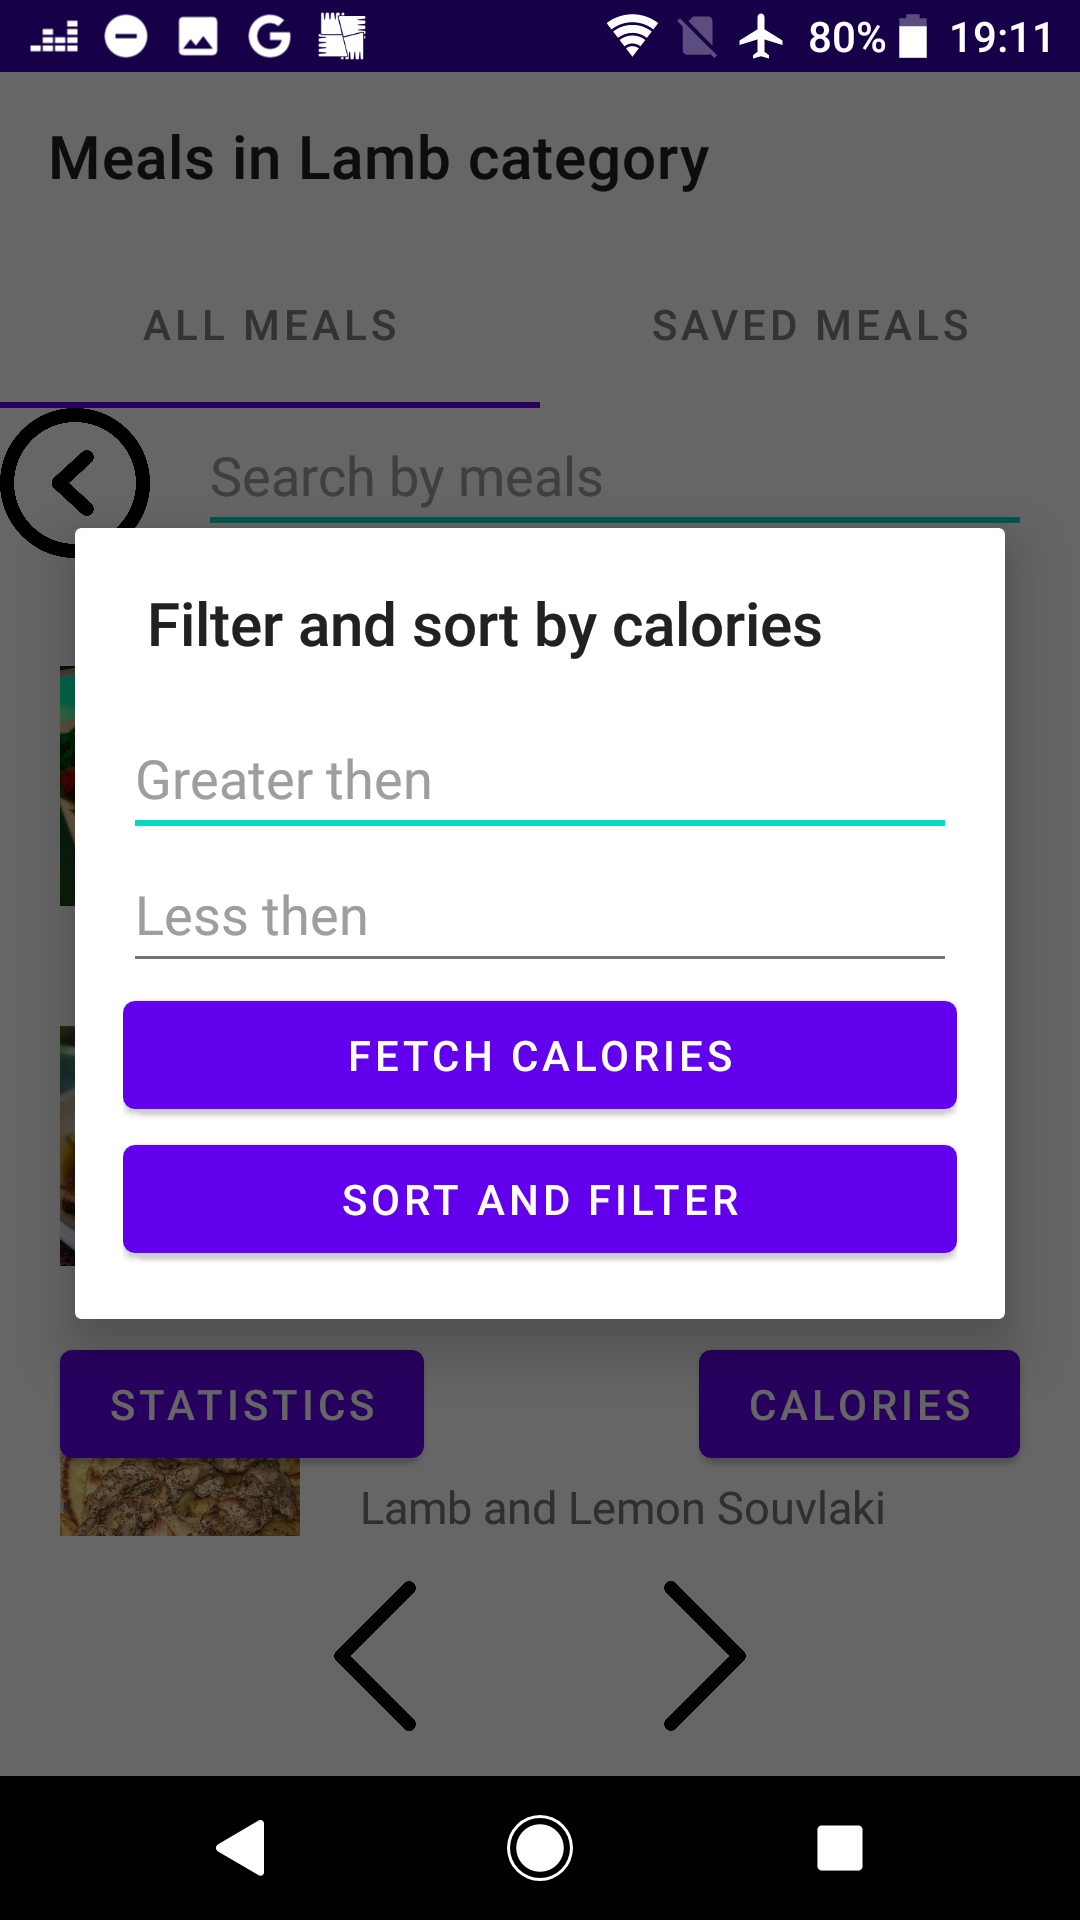 80% 19:11
Meals in Lamb category
ALL MEALS SAVED MEALS
Search by meals
Filter and sort by calories
Greater then
Less then
FETCH CALORIES
SORT AND FILTER
STATISTICS CALORIES
Lamb and Lemon Souvlaki